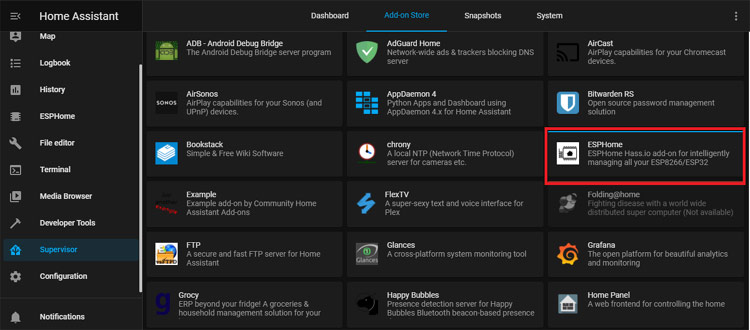 Home Assistant
Dashboard
Add-on Store
Snapshots
System
Map
Logbook
History
ESPHome
File editor
Terminal
Media Browser
Developer Tools
Supervisor
Configuration
Notifications
ADB - Android Debug Bridge
The Android Debug Bridge server program
AdGuard Home
Network-wide ads & trackers blocking DNS
server
AirCast
AirPlay capabilities for your Chromecast
devices.
SONOS
AirSonos
AirPlay capabilities for your Sonos (and
UPnP) devices.
AppDaemon 4
Python Apps and Dashboard using
AppDaemon 4.x for Home Assistant
Bitwarden RS
Open source password management
solution
Bookstack
Simple & Free Wiki Software
chrony
A local NTP (Network Time Protocol)
server for cameras etc.
ESPHome
ESPHome Hass.io add-on for intelligently
managing all your ESP8266/ESP32
Example
Example add-on by Community Home
Assistant Add-ons
FlexTV
A super-sexy text and voice interface for
Plex
Folding@home
Fighting disease with a world wide
distributed super computer (Not available)
FTP
A secure and fast FTP server for Home
Assistant
Glances
Glances
A cross-platform system monitoring tool
Grafana
The open platform for beautiful analytics
and monitoring
Grocy
ERP beyond your fridge! A groceries &
household management solution for your
Happy Bubbles
Presence detection server for Happy
Bubbles Bluetooth beacon-based presence
Home Panel
A web frontend for controlling the home